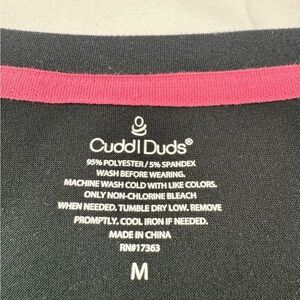 Cuddl Duds®
95% POLYESTER / 5% SPANDEX
WASH BEFORE WEARING.
MACHINE WASH COLD WITH LIKE COLORS.
ONLY NON-CHLORINE BLEACH
WHEN NEEDED. TUMBLE DRY LOW. REMOVE
PROMPTLY. COOL IRON IF NEEDED.
MADE IN CHINA
RN#17363
M